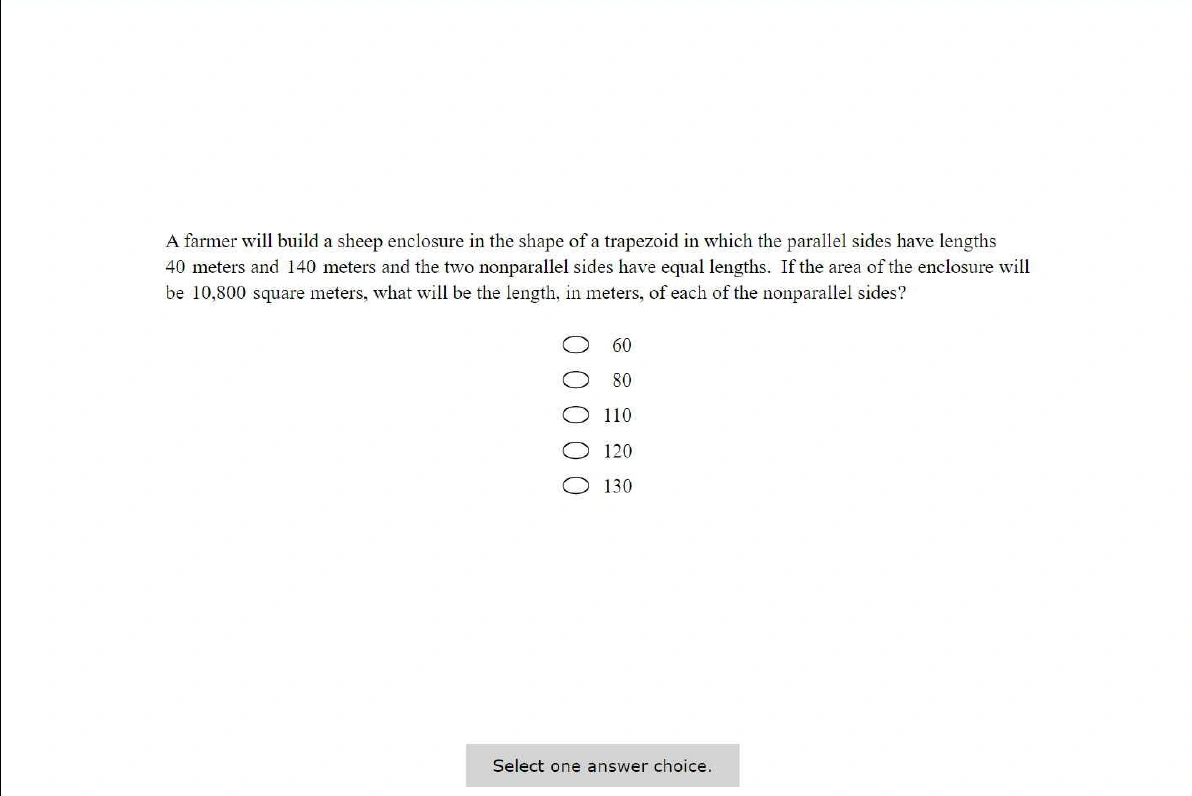 A farmer will build a sheep enclosure in the shape of a trapezoid in which the parallel sides have lengths
40 meters and 140 meters and the two nonparallel sides have equal lengths. If the area of the enclosure will
be 10,800 square meters, what will be the length, in meters, of each of the nonparallel sides?
60
80
110
120
130
Select one answer choice.